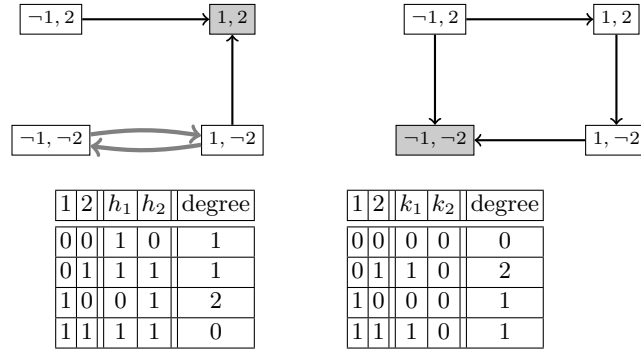 ¬1, 2 1, 2 ¬1, 2 1, 2
¬1, ¬2 1, ¬2 ¬1, ¬2 1, ¬2
1 2 h₁ h₂ degree 1 2 k₁ k₂ degree
0 0 1 0 1 0 0 0 0 0
0 1 1 1 1 0 1 1 0 2
1 0 0 1 2 1 0 0 0 1
1 1 1 1 0 1 1 1 0 1